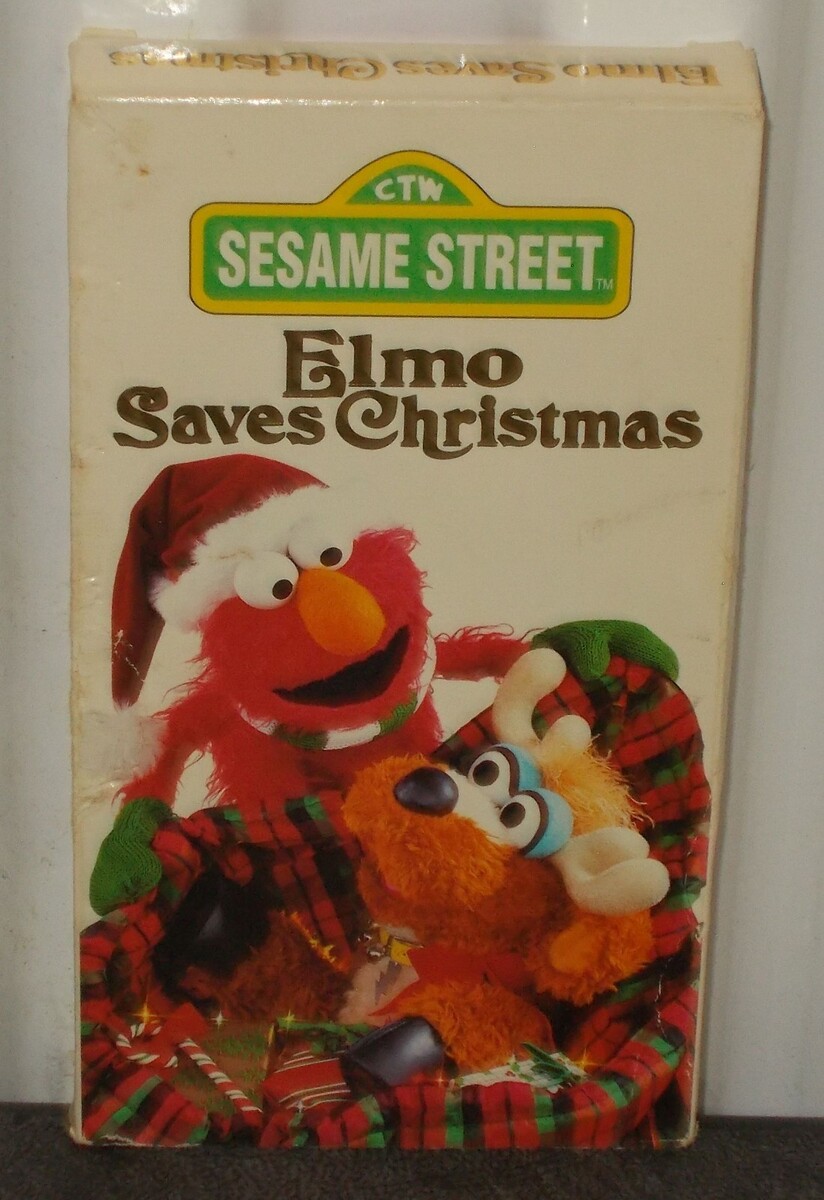 Elmo Saves Christmas
CTW
SESAME STREET TM
Elmo
Saves Christmas